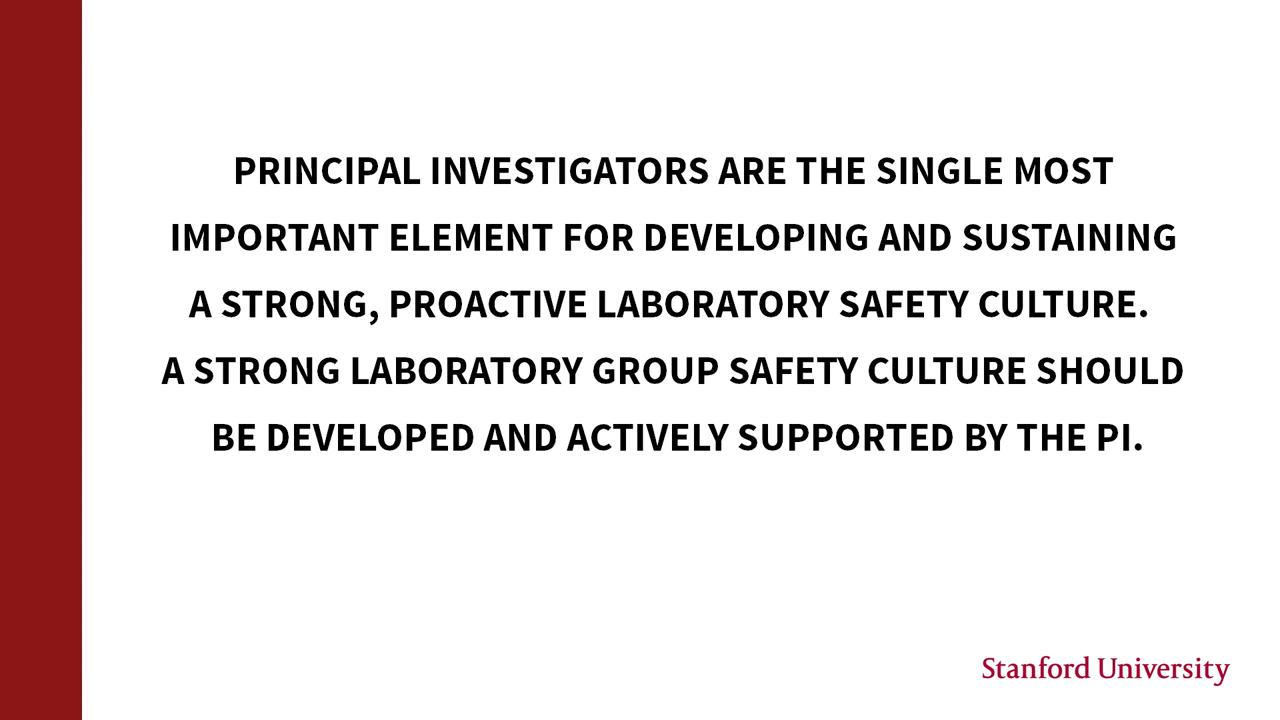 PRINCIPAL INVESTIGATORS ARE THE SINGLE MOST
IMPORTANT ELEMENT FOR DEVELOPING AND SUSTAINING
A STRONG, PROACTIVE LABORATORY SAFETY CULTURE.
A STRONG LABORATORY GROUP SAFETY CULTURE SHOULD
BE DEVELOPED AND ACTIVELY SUPPORTED BY THE PI.
Stanford University